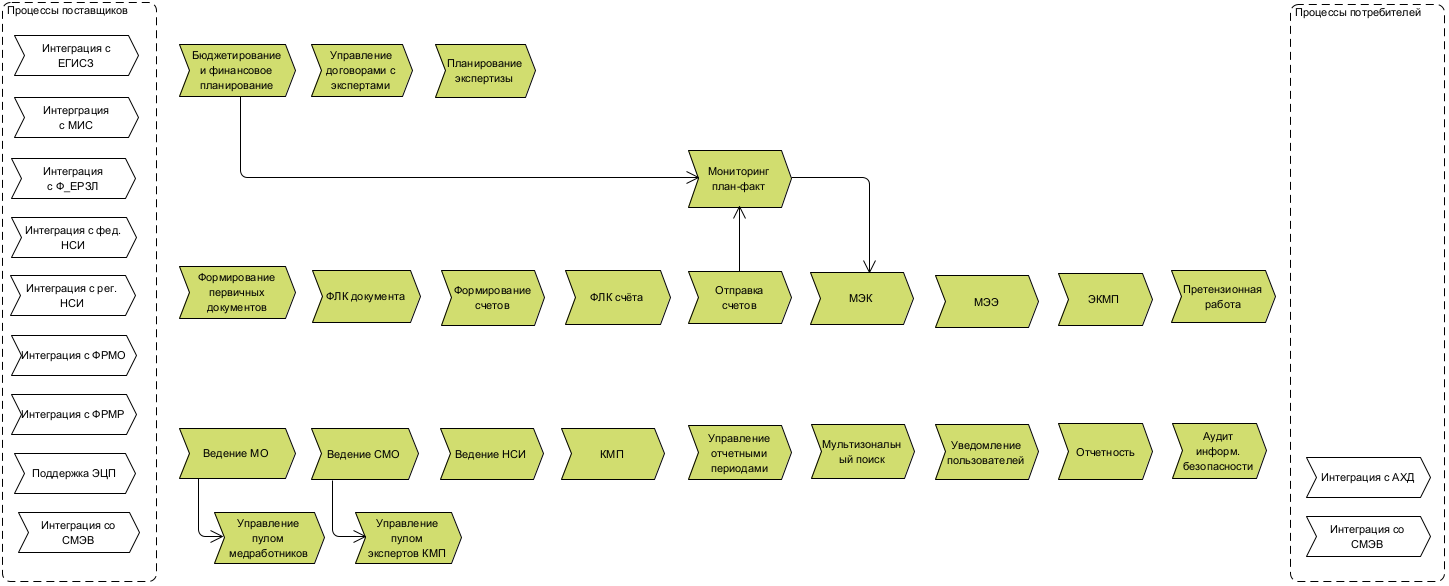 Процессы поставщиков
Интеграция с
ЕГИСЗ
Интерграция
с МИС
Интеграция
с Ф_ЕРЗЛ
Интеграция с фед.
НСИ
Интеграция с рег.
НСИ
Интеграция с ФРМО
Интеграция с ФРМР
Поддержка ЭЦП
Интеграция со
СМЭВ
Бюджетирование
и финансовое
планирование
Управление
договорами с
экспертами
Планирование
экспертизы
Мониторинг
план-факт
Формирование
первичных
документов
ФЛК документа
Формирование
счетов
ФЛК счёта
Отправка
счетов
МЭК
МЭЭ
ЭКМП
Претензионная
работа
Ведение МО
Ведение СМО
Ведение НСИ
КМП
Управление
отчетными
периодами
Мультизональн
ый поиск
Уведомление
пользователей
Отчетность
Аудит
информ.
безопасности
Управление
пулом
медработников
Управление
пулом
экспертов КМП
Процессы потребителей
Интеграция с АХД
Интеграция со
СМЭВ